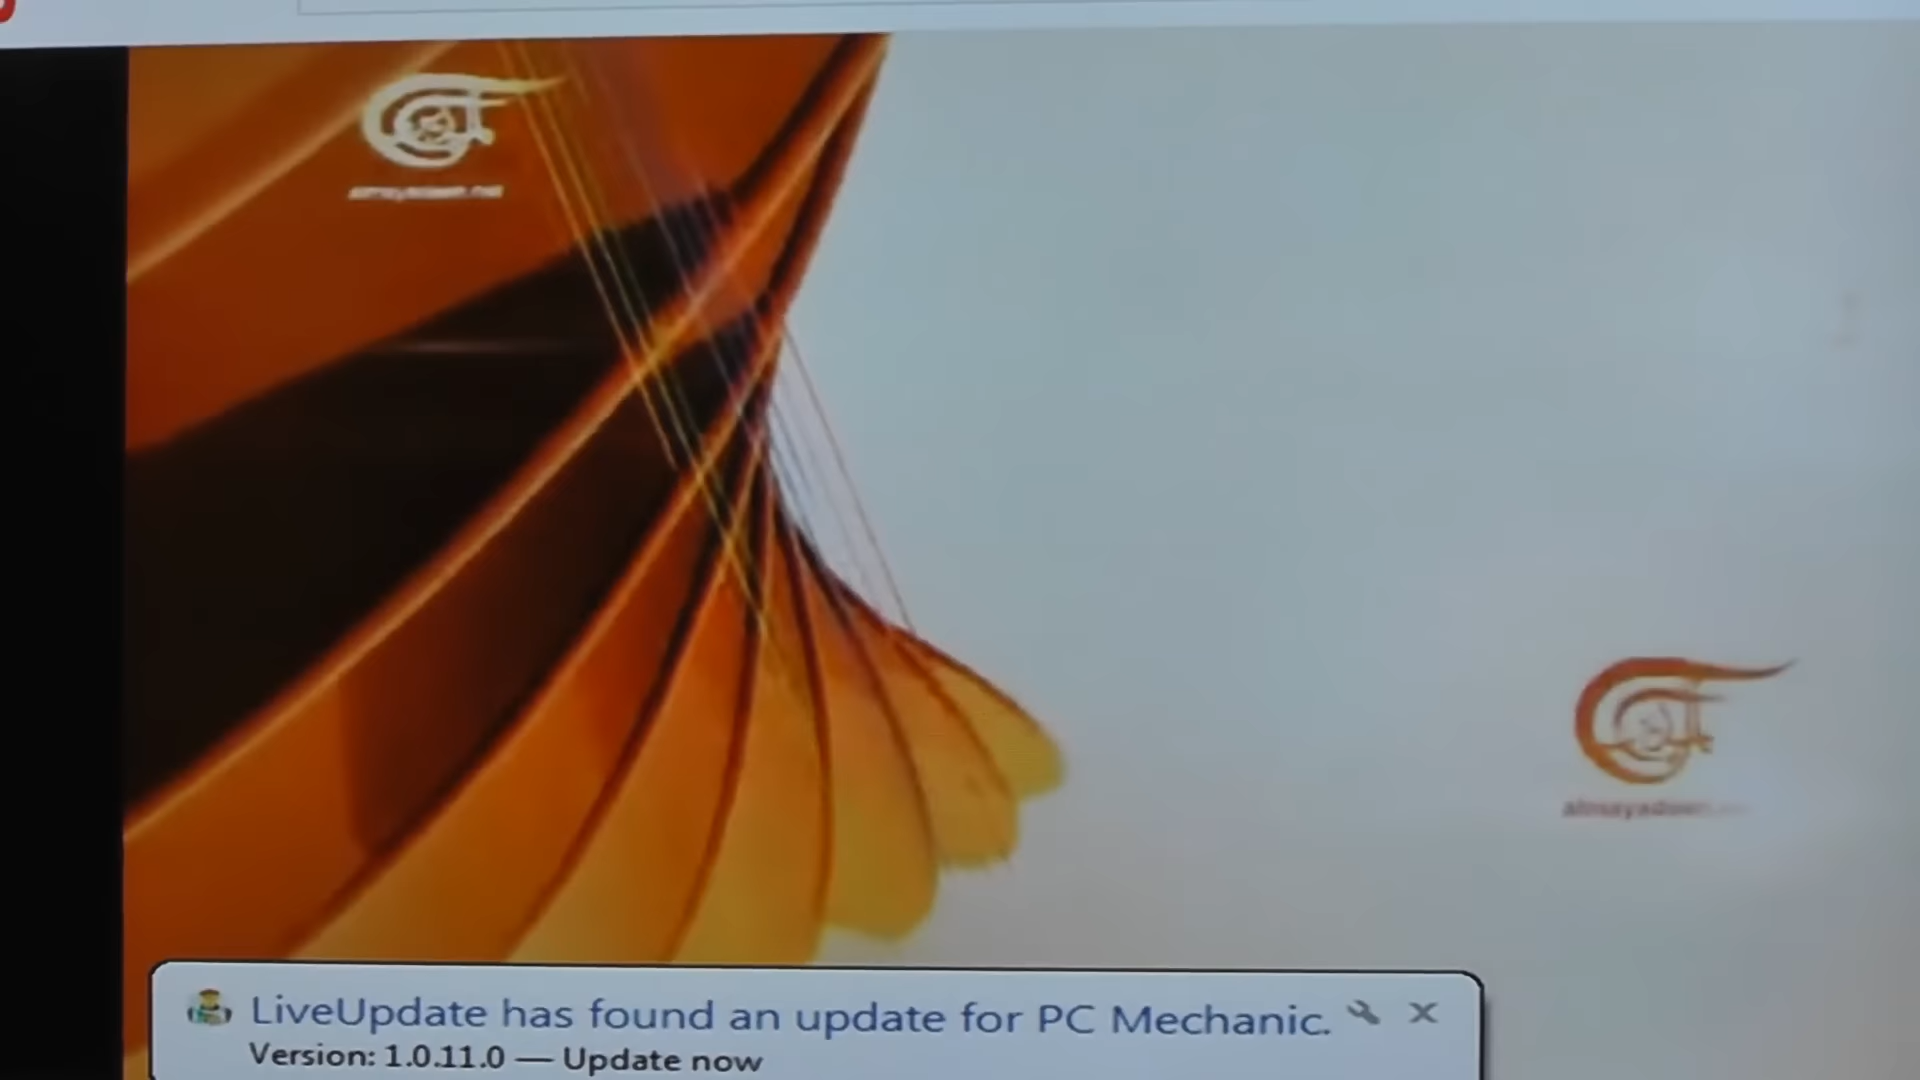 LiveUpdate has found an update for PC Mechanic.
Version: 1.0.11.0 — Update now